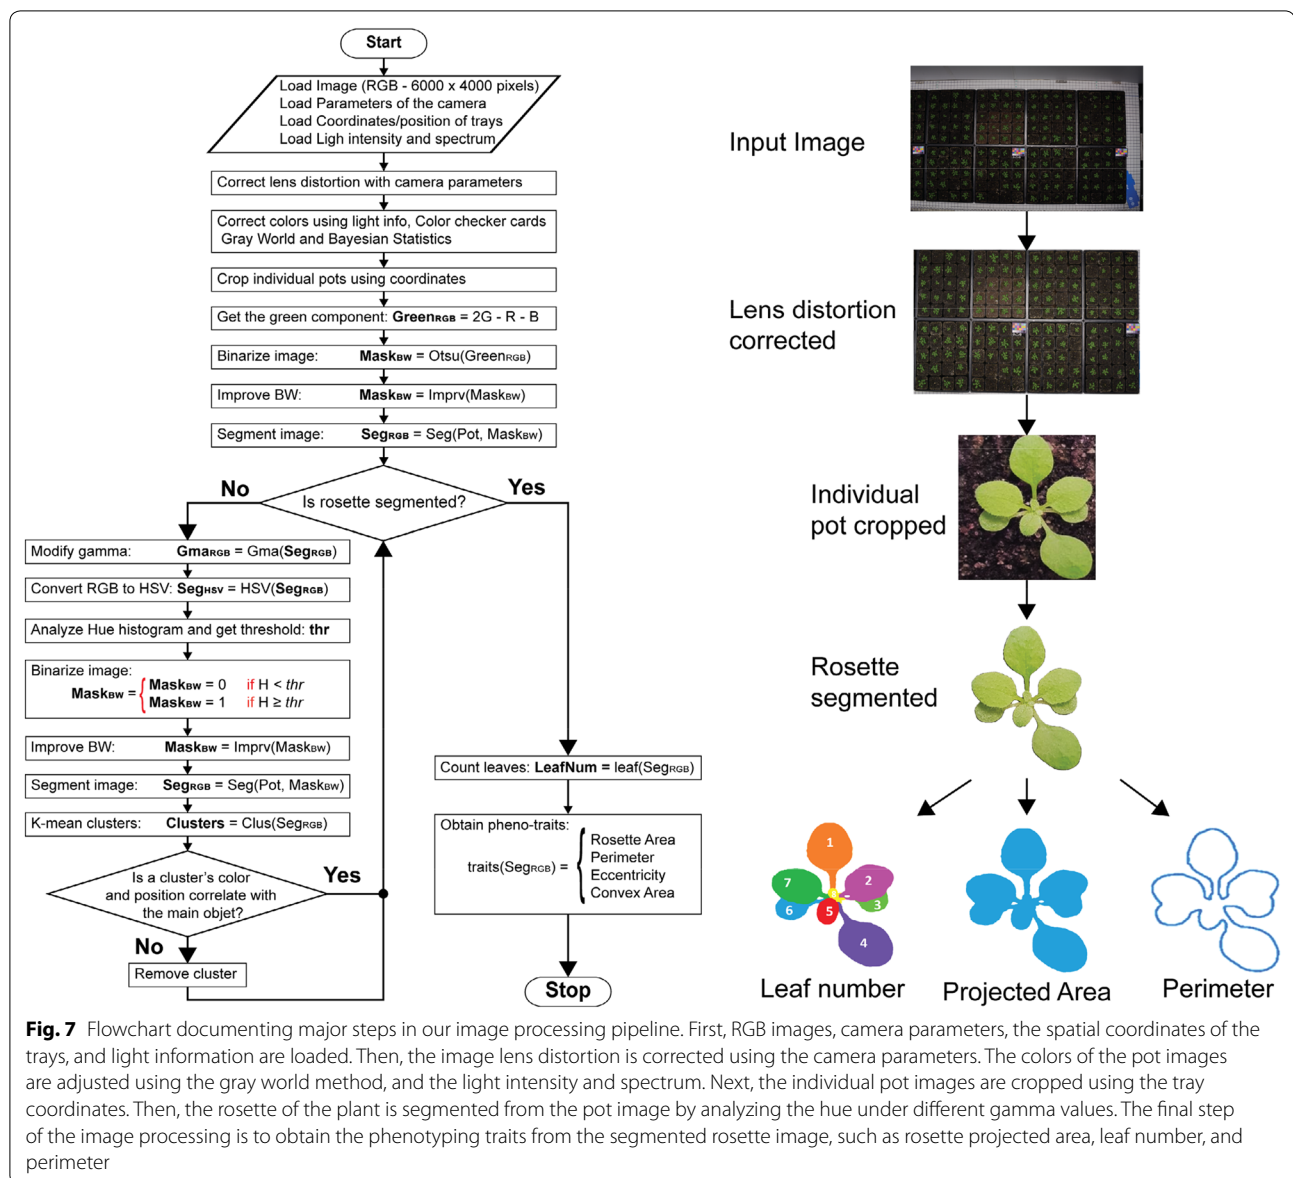 Start
Load Image (RGB - 6000 x 4000 pixels)
Load Parameters of the camera
Load Coordinates/position of trays
Load Ligh intensity and spectrum
Correct lens distortion with camera parameters
Correct colors using light info, Color checker cards
Gray World and Bayesian Statistics
Crop individual pots using coordinates
Get the green component: GreenRGB = 2G - R - B
Binarize image: MaskBW = Otsu(GreenRGB)
Improve BW: MaskBW = Imprv(MaskBW)
Segment image: SegRGB = Seg(Pot, MaskBW)
Is rosette segmented?
No
Yes
Modify gamma: GmaRGB = Gma(SegRGB)
Convert RGB to HSV: SegHSV = HSV(SegRGB)
Analyze Hue histogram and get threshold: thr
Binarize image:
MaskBW = { MaskBW = 0 if H < thr
MaskBW = 1 if H ≥ thr
Improve BW: MaskBW = Imprv(MaskBW)
Segment image: SegRGB = Seg(Pot, MaskBW)
K-mean clusters: Clusters = Clus(SegRGB)
Is a cluster's color
and position correlate with
the main objet?
Yes
No
Remove cluster
Count leaves: LeafNum = leaf(SegRGB)
Obtain pheno-traits:
traits(SegRGB) = { Rosette Area
Perimeter
Eccentricity
Convex Area
Stop
Input Image
Lens distortion
corrected
Individual
pot cropped
Rosette
segmented
1
2
3
4
5
6
7
8
Leaf number
Projected Area
Perimeter
Fig. 7 Flowchart documenting major steps in our image processing pipeline. First, RGB images, camera parameters, the spatial coordinates of the
trays, and light information are loaded. Then, the image lens distortion is corrected using the camera parameters. The colors of the pot images
are adjusted using the gray world method, and the light intensity and spectrum. Next, the individual pot images are cropped using the tray
coordinates. Then, the rosette of the plant is segmented from the pot image by analyzing the hue under different gamma values. The final step
of the image processing is to obtain the phenotyping traits from the segmented rosette image, such as rosette projected area, leaf number, and
perimeter